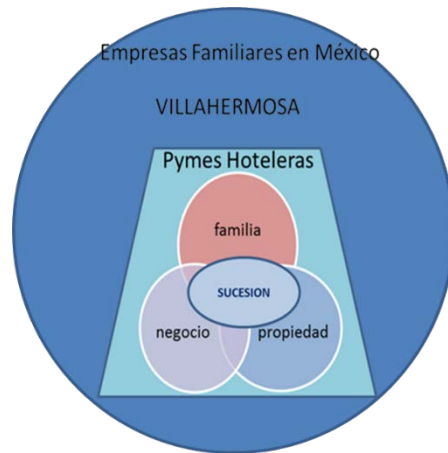 Empresas Familiares en México
VILLAHERMOSA
Pymes Hoteleras
familia
SUCESION
negocio
propiedad